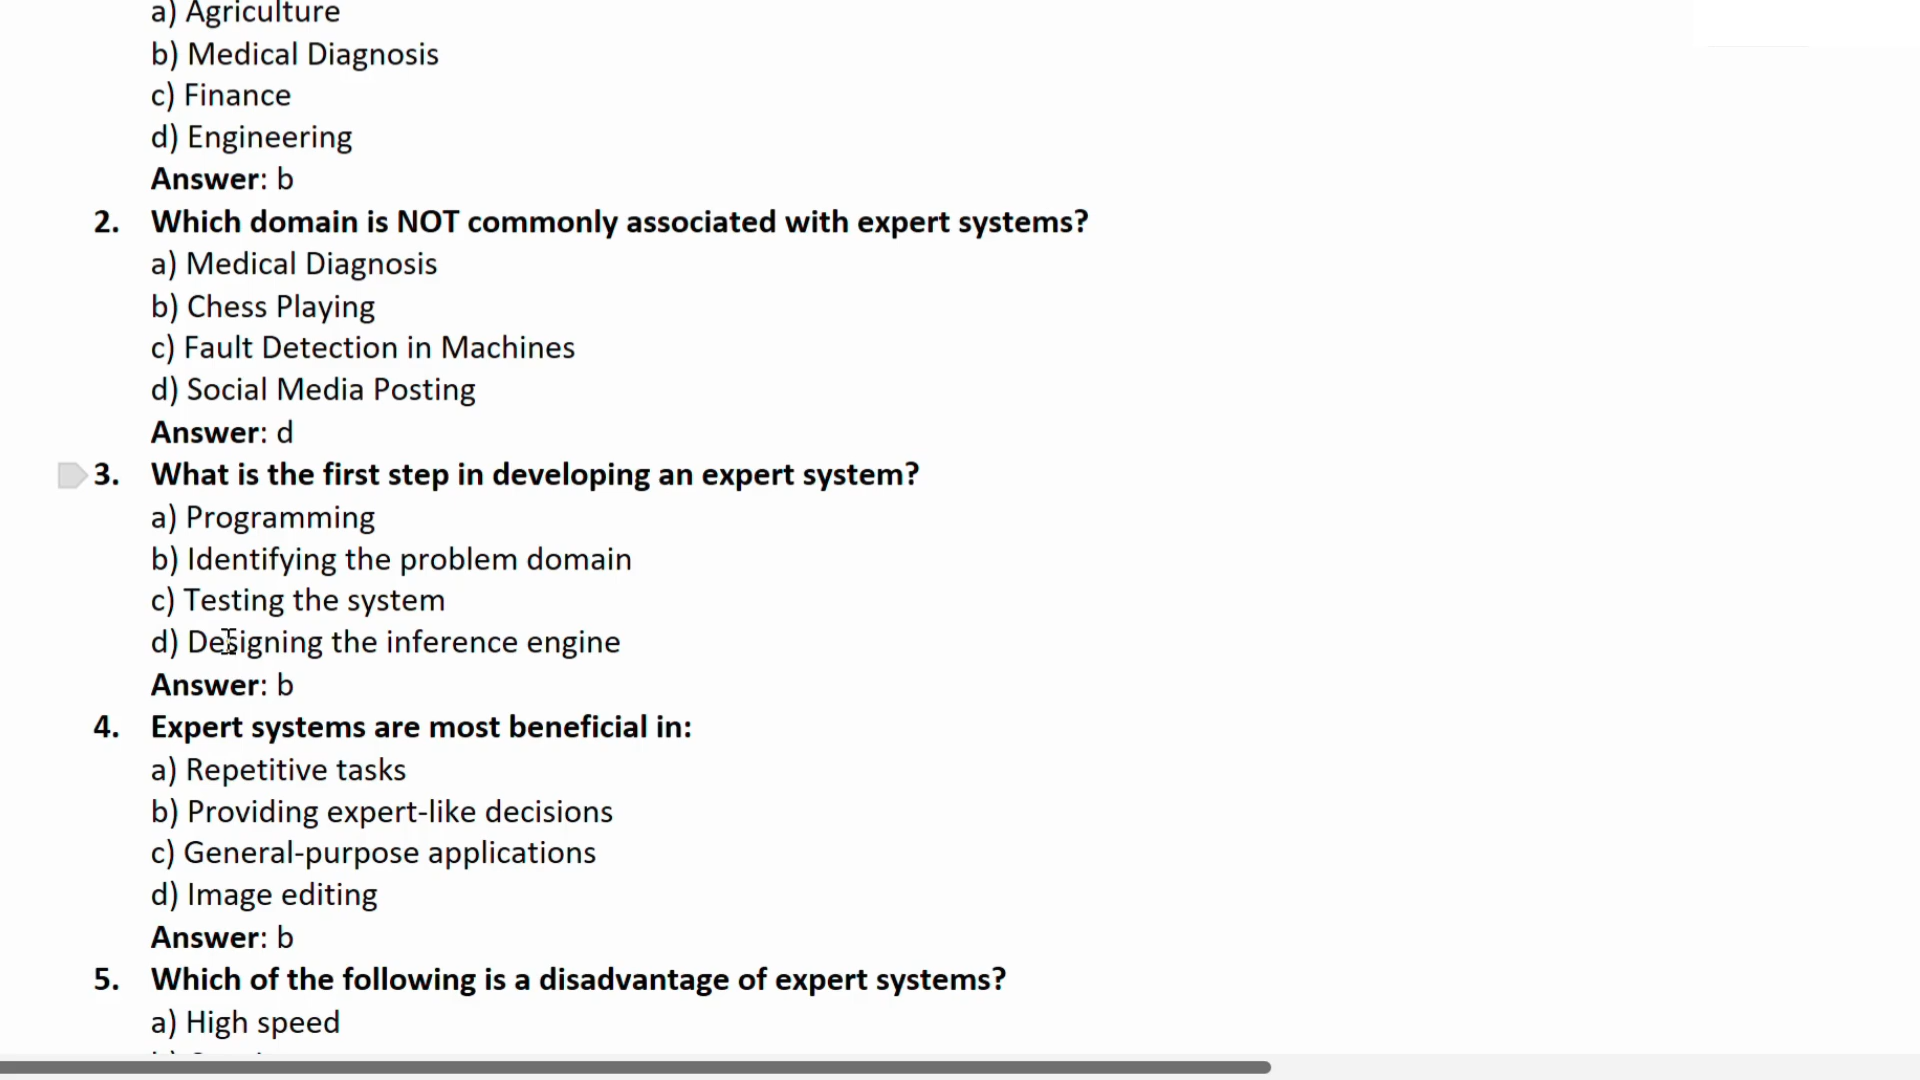 a) Agriculture
b) Medical Diagnosis
c) Finance
d) Engineering
Answer: b
2. Which domain is NOT commonly associated with expert systems?
a) Medical Diagnosis
b) Chess Playing
c) Fault Detection in Machines
d) Social Media Posting
Answer: d
3. What is the first step in developing an expert system?
a) Programming
b) Identifying the problem domain
c) Testing the system
d) Designing the inference engine
Answer: b
4. Expert systems are most beneficial in:
a) Repetitive tasks
b) Providing expert-like decisions
c) General-purpose applications
d) Image editing
Answer: b
5. Which of the following is a disadvantage of expert systems?
a) High speed